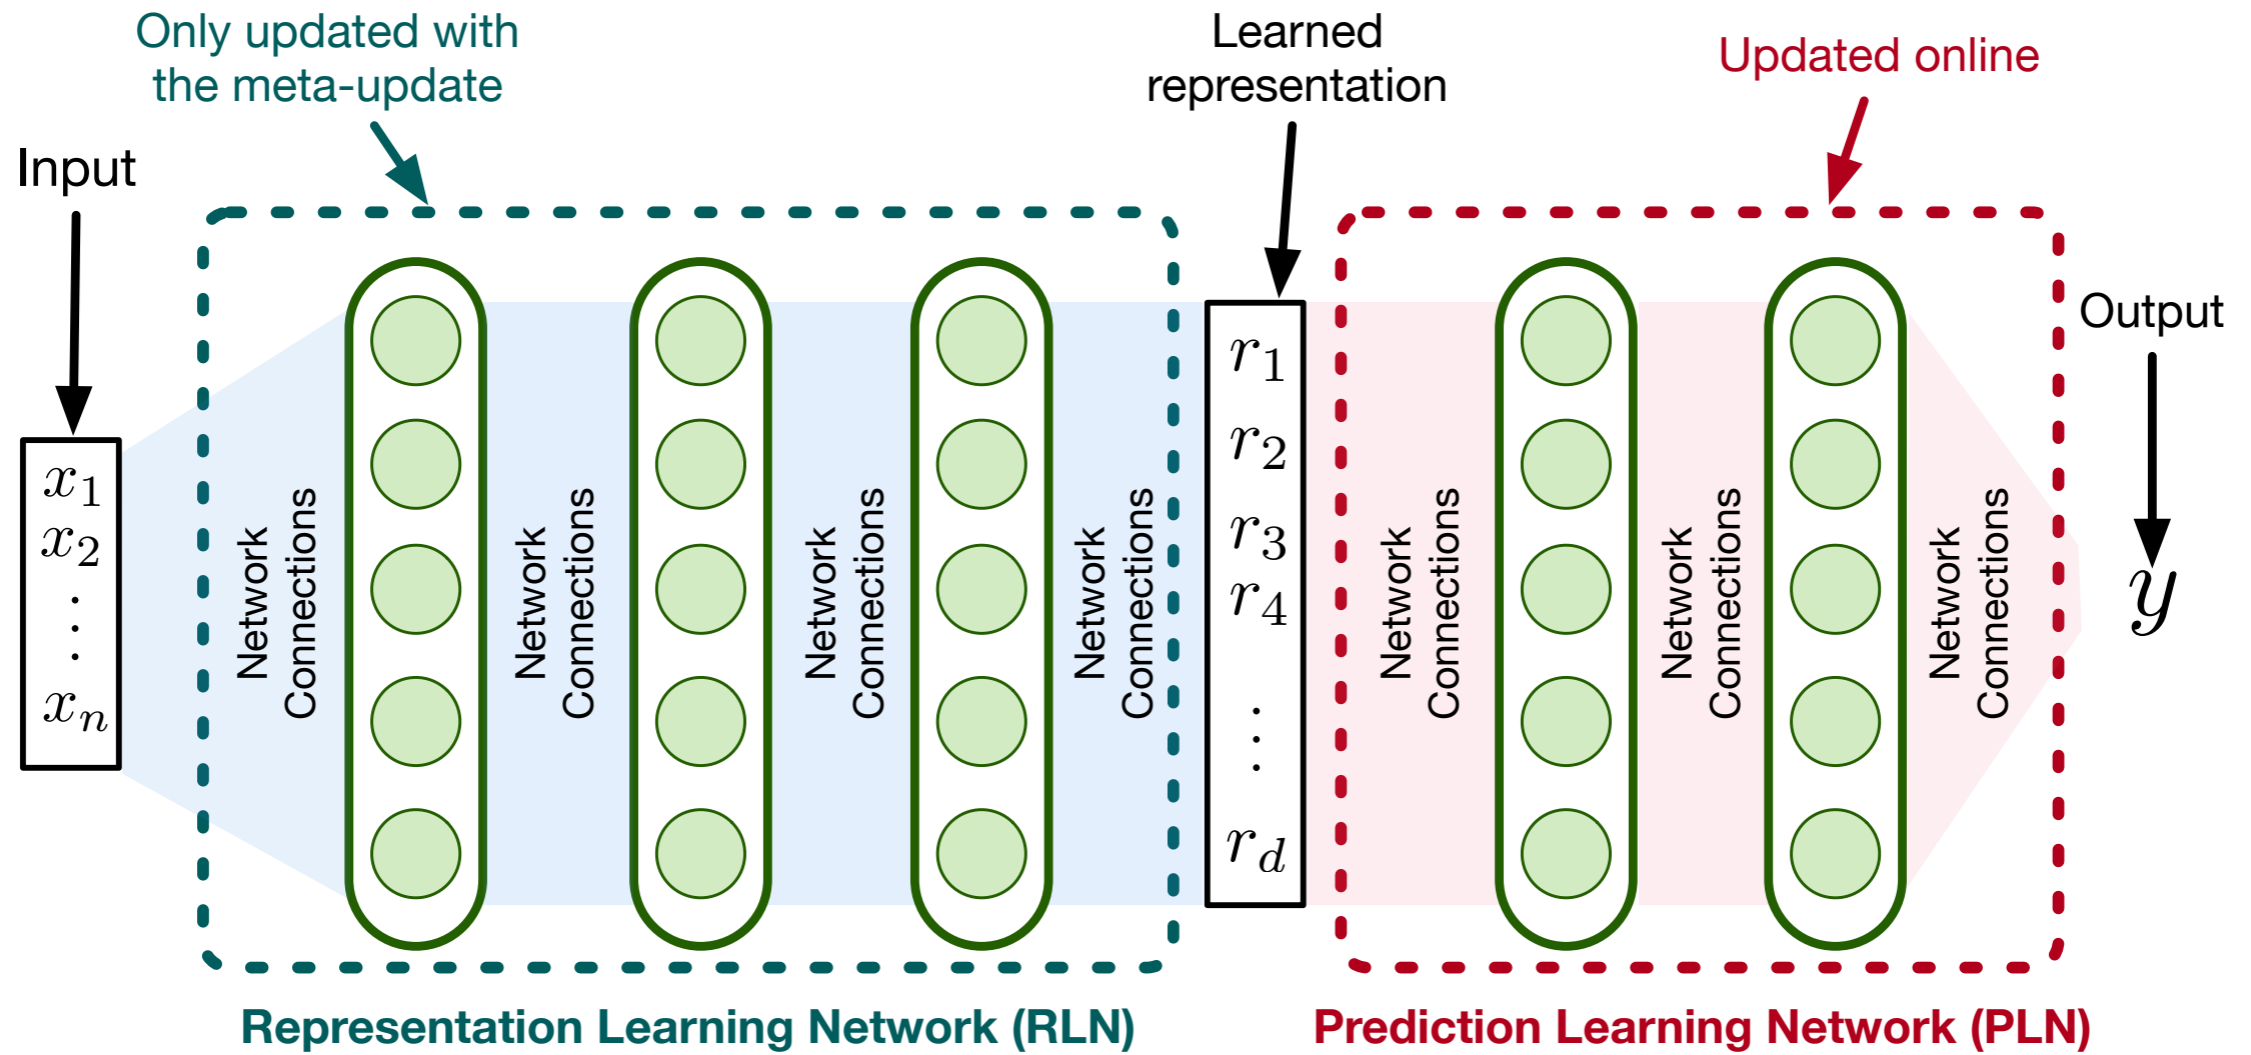 Only updated with
the meta-update
Learned
representation
Updated online
Input
Output
x₁
x₂
⋮
xₙ
Network
Connections
Network
Connections
Network
Connections
Network
Connections
r₁
r₂
r₃
r₄
⋮
r_d
Network
Connections
Network
Connections
Network
Connections
y
Representation Learning Network (RLN)
Prediction Learning Network (PLN)